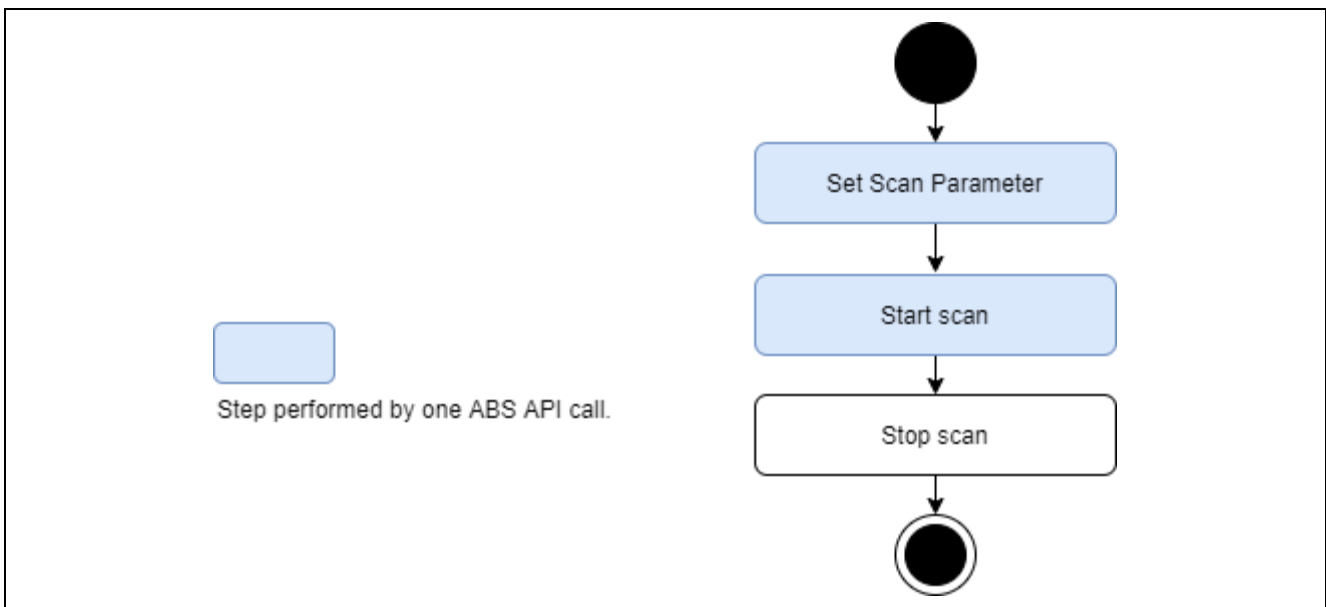 Set Scan Parameter
Start scan
Step performed by one ABS API call.
Stop scan